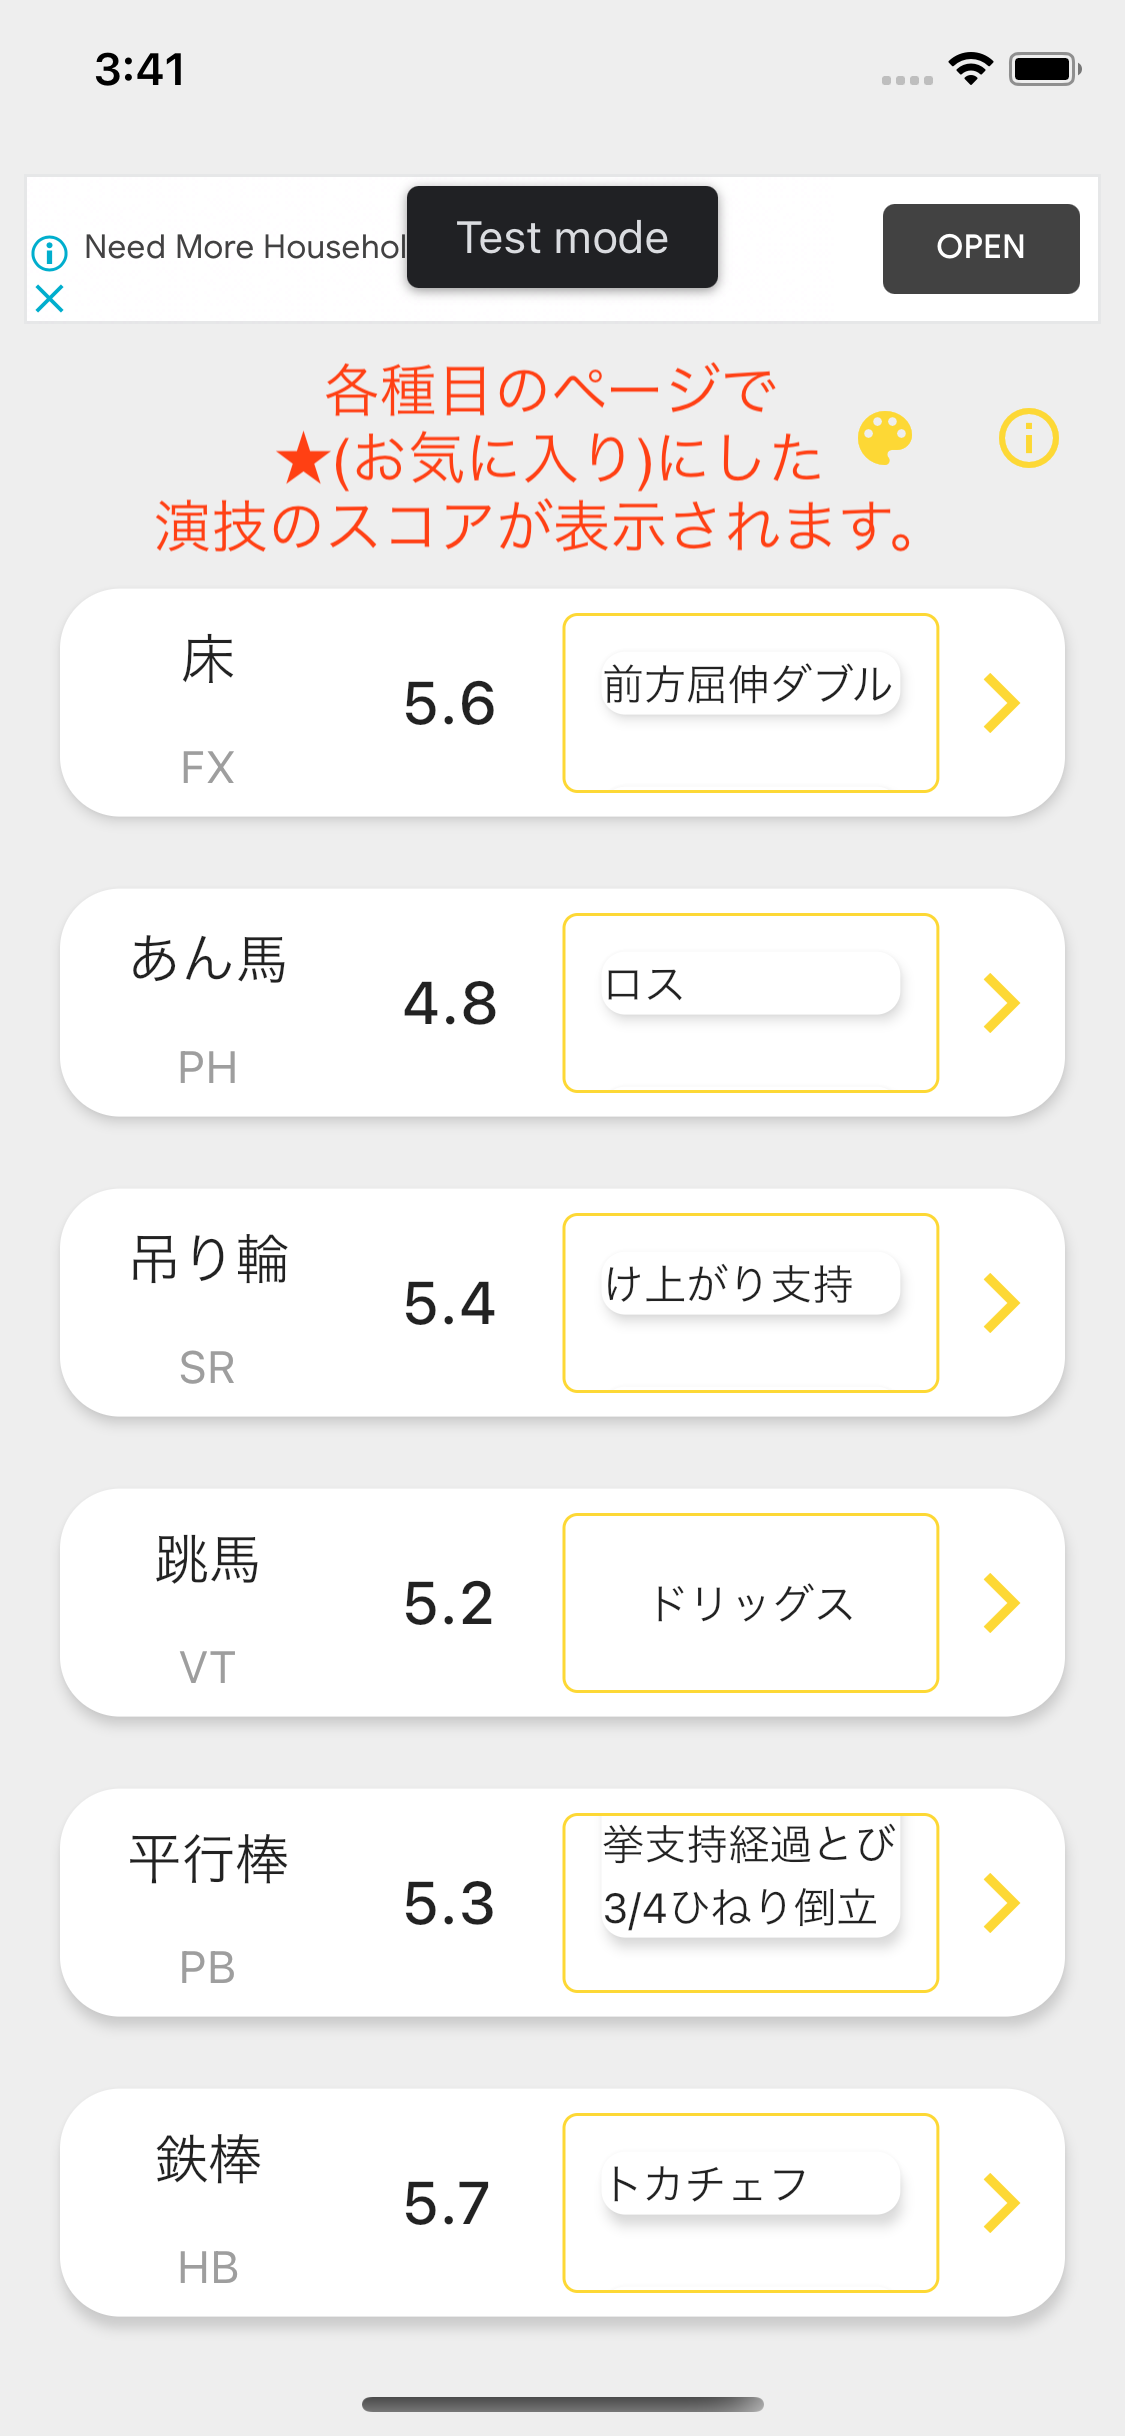 3:41
Need More Househol
Test mode
OPEN
各種目のページで
★(お気に入り)にした
演技のスコアが表示されます。
床
FX
5.6
前方屈伸ダブル
あん馬
PH
4.8
ロス
吊り輪
SR
5.4
け上がり支持
跳馬
VT
5.2
ドリッグス
平行棒
PB
5.3
挙支持経過とび
3/4ひねり倒立
鉄棒
HB
5.7
トカチェフ